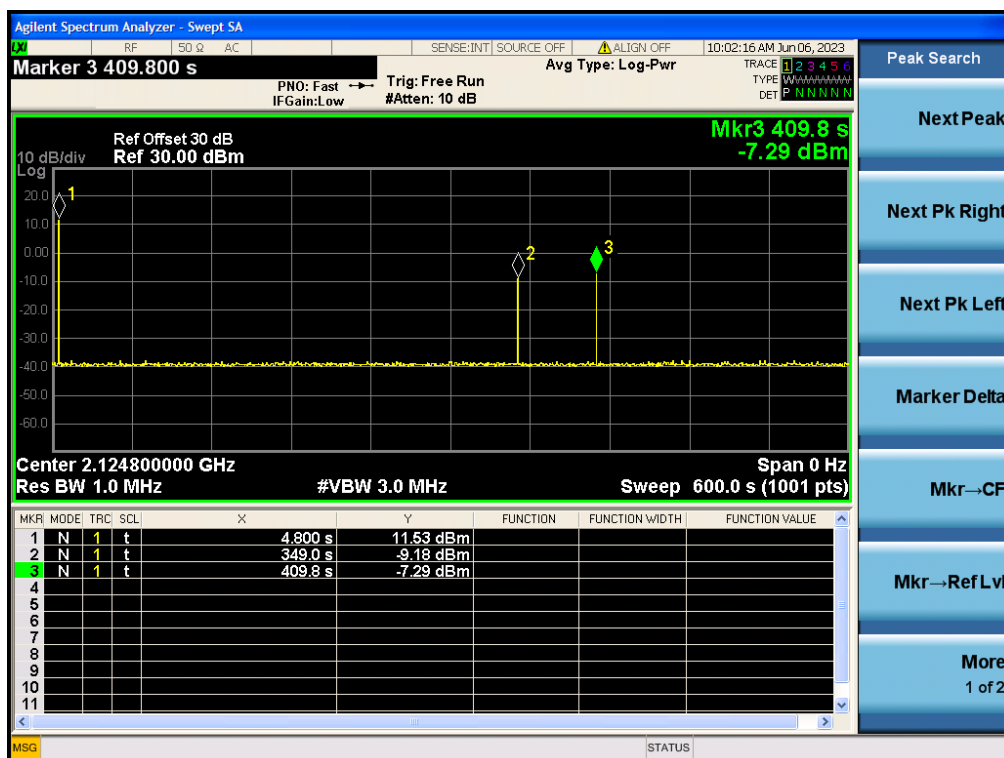 Agilent Spectrum Analyzer - Swept SA
LXI RF 50 Ω AC SENSE:INT SOURCE OFF ALIGN OFF 10:02:16 AM Jun 06, 2023
Marker 3 409.800 s
PNO: Fast
IFGain:Low
Trig: Free Run
#Atten: 10 dB
Avg Type: Log-Pwr
TRACE 1 2 3 4 5 6
TYPE W
DET P N N N N N
Peak Search
Next Peak
Next Pk Right
Next Pk Left
Marker Delta
Mkr→CF
Mkr→Ref Lvl
More
1 of 2
Ref Offset 30 dB
10 dB/div Ref 30.00 dBm
Log
Mkr3 409.8 s
-7.29 dBm
20.0
10.0
0.00
-10.0
-20.0
-30.0
-40.0
-50.0
-60.0
1
2
3
Center 2.124800000 GHz Span 0 Hz
Res BW 1.0 MHz #VBW 3.0 MHz Sweep 600.0 s (1001 pts)
MKR MODE TRC SCL X Y FUNCTION FUNCTION WIDTH FUNCTION VALUE
1 N 1 t 4.800 s 11.53 dBm
2 N 1 t 349.0 s -9.18 dBm
3 N 1 t 409.8 s -7.29 dBm
4
5
6
7
8
9
10
11
MSG STATUS